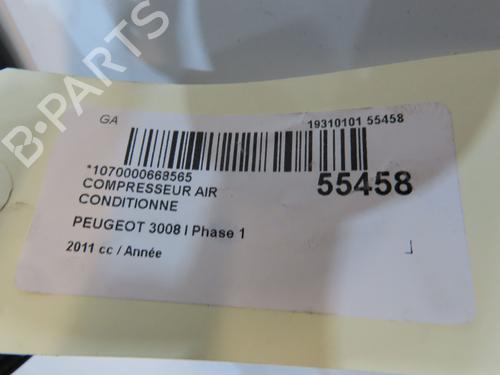 B-PARTS
GA
19310101 55458
*1070000668565
55458
COMPRESSEUR AIR
CONDITIONNE
PEUGEOT 3008 I Phase 1
2011 cc / Année